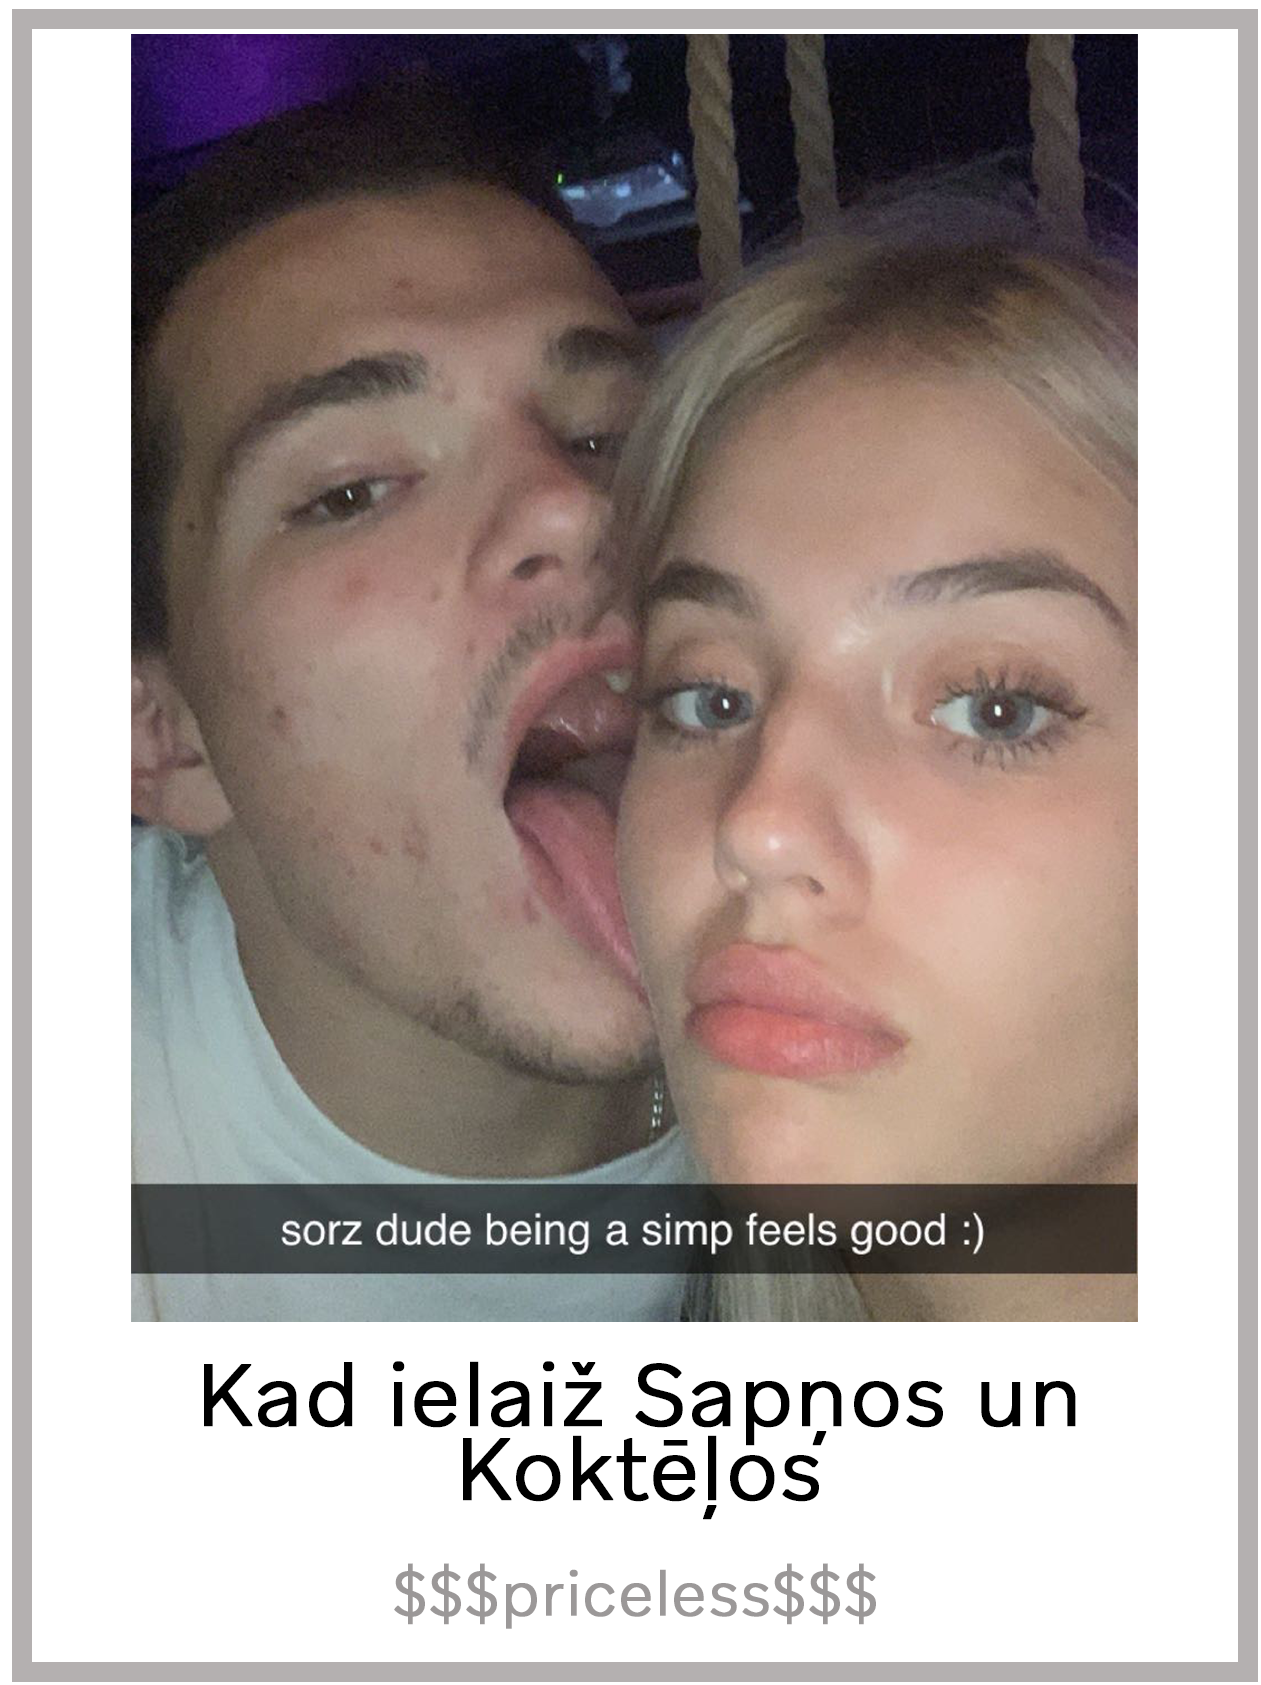 sorz dude being a simp feels good :)
Kad ielaiž Sapņos un
Koktēļos
$$$priceless$$$